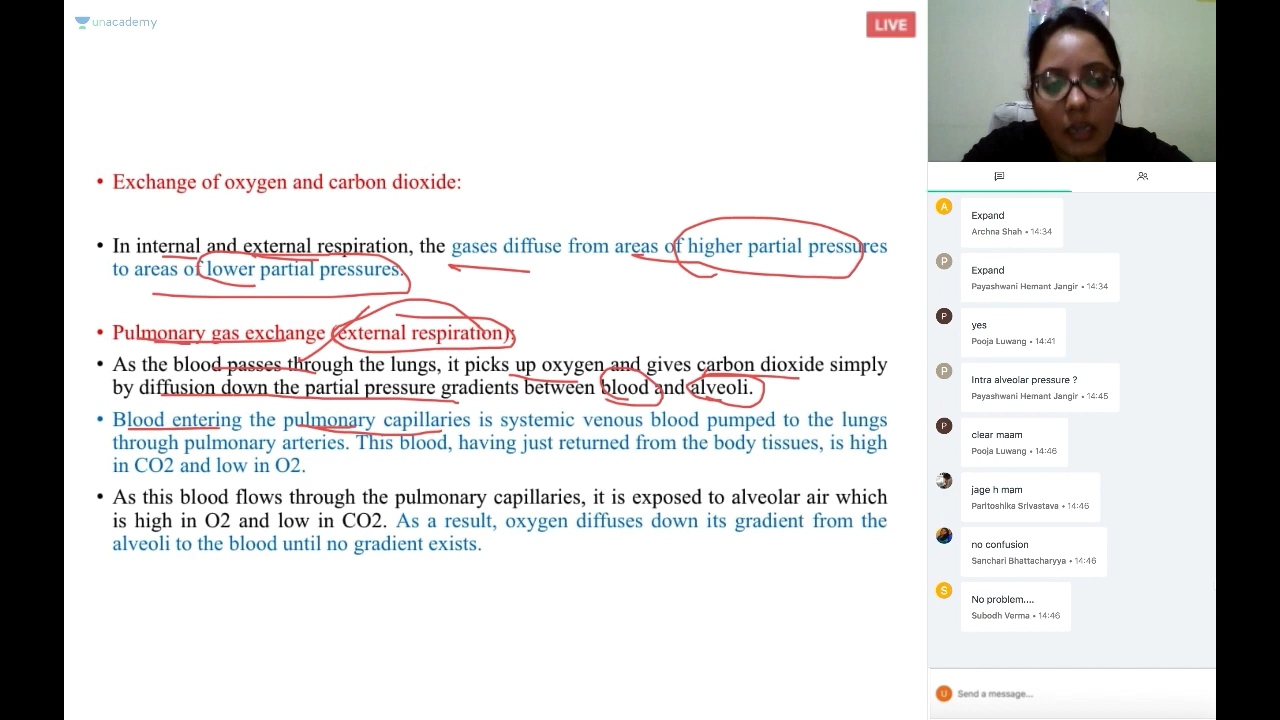 unacademy
LIVE
• Exchange of oxygen and carbon dioxide:
• In internal and external respiration, the gases diffuse from areas of higher partial pressures
to areas of lower partial pressures.
• Pulmonary gas exchange (external respiration):
• As the blood passes through the lungs, it picks up oxygen and gives carbon dioxide simply
by diffusion down the partial pressure gradients between blood and alveoli.
• Blood entering the pulmonary capillaries is systemic venous blood pumped to the lungs
through pulmonary arteries. This blood, having just returned from the body tissues, is high
in CO2 and low in O2.
• As this blood flows through the pulmonary capillaries, it is exposed to alveolar air which
is high in O2 and low in CO2. As a result, oxygen diffuses down its gradient from the
alveoli to the blood until no gradient exists.
A
Expand
Archna Shah • 14:34
P
Expand
Payashwani Hemant Jangir • 14:34
P
yes
Pooja Luwang • 14:41
P
Intra alveolar pressure ?
Payashwani Hemant Jangir • 14:45
P
clear maam
Pooja Luwang • 14:46
jage h mam
Paritoshika Srivastava • 14:46
no confusion
Sanchari Bhattacharyya • 14:46
S
No problem....
Subodh Verma • 14:46
U
Send a message...